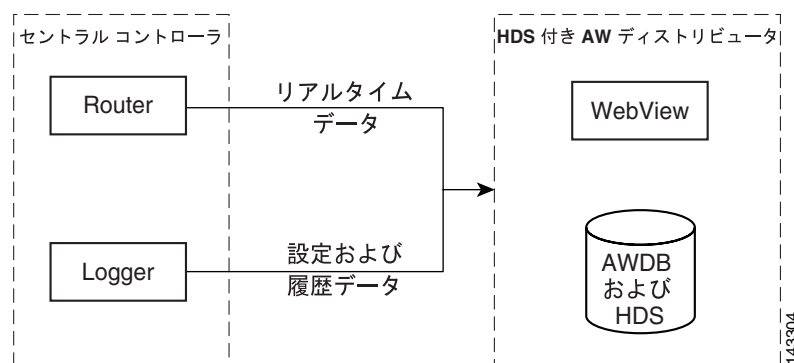 セントラル コントローラ
HDS 付き AW ディストリビュータ
Router
リアルタイム
データ
WebView
Logger
設定および
履歴データ
AWDB
および
HDS
143304